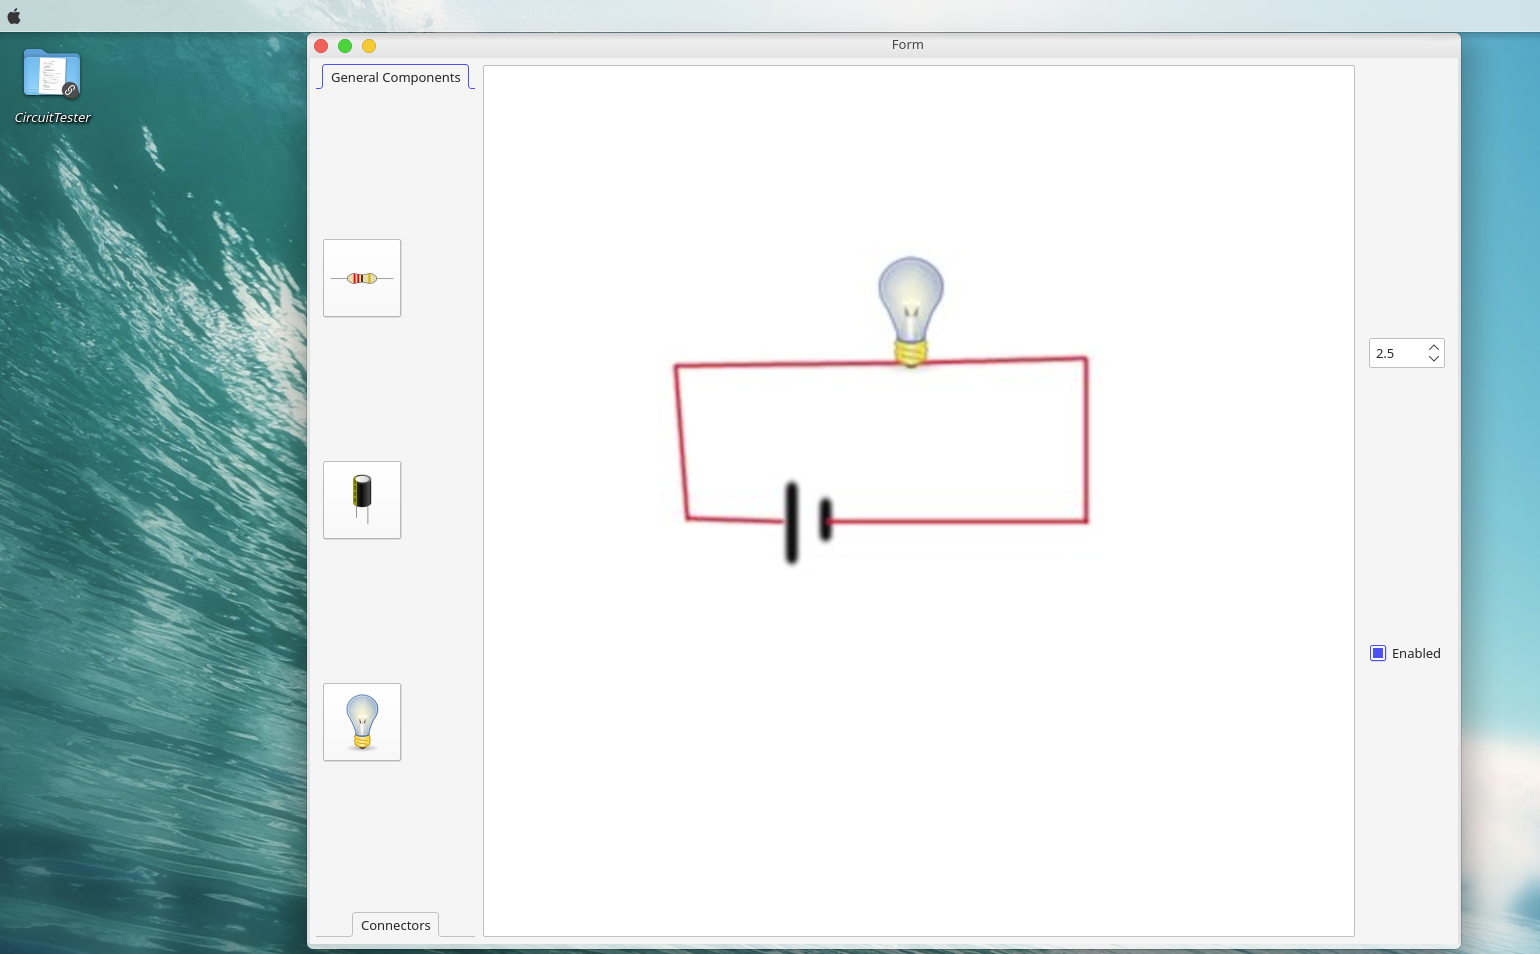 Form
CircuitTester
General Components
2.5
Enabled
Connectors